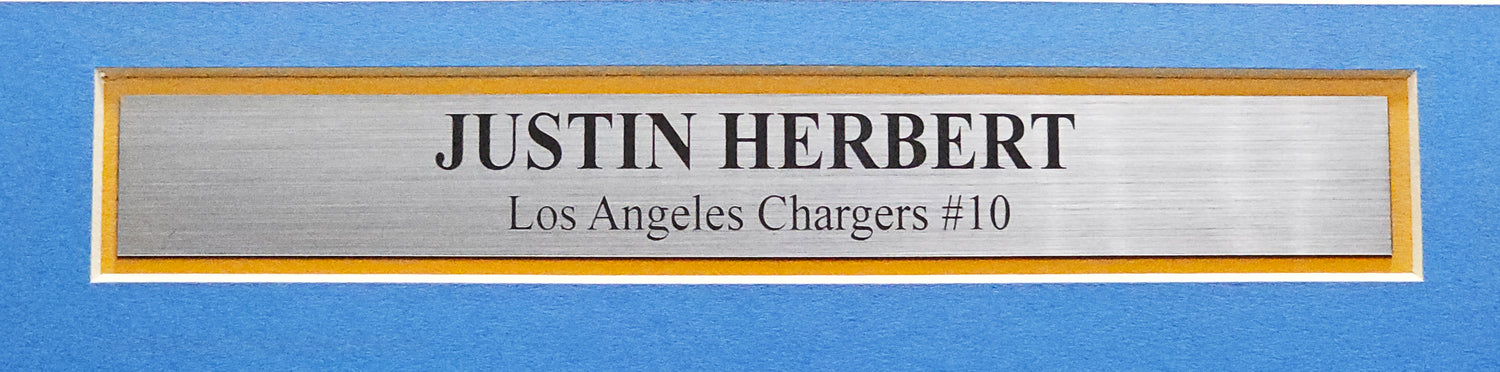 JUSTIN HERBERT
Los Angeles Chargers #10